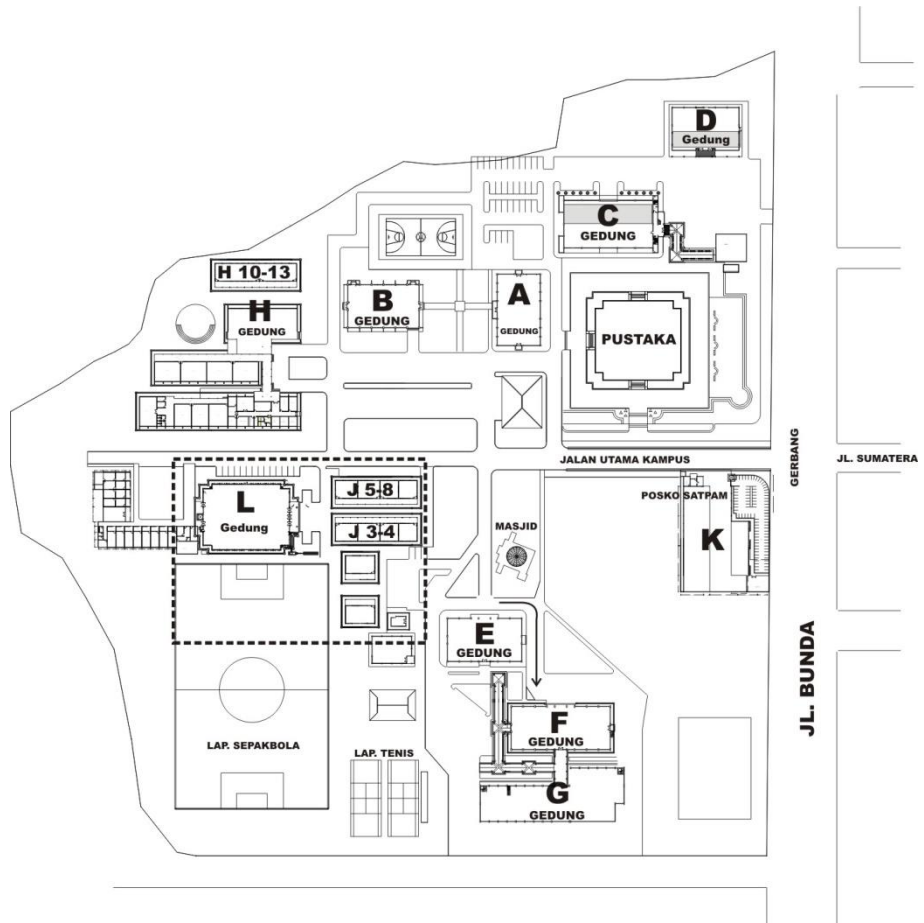 D
Gedung
C
GEDUNG
H 10-13
H
GEDUNG
B
GEDUNG
A
GEDUNG
PUSTAKA
JALAN UTAMA KAMPUS
GERBANG
JL. SUMATERA
L
Gedung
J 5-8
J 3-4
POSKO SATPAM
K
MASJID
E
GEDUNG
JL. BUNDA
F
GEDUNG
LAP. SEPAKBOLA
LAP. TENIS
G
GEDUNG